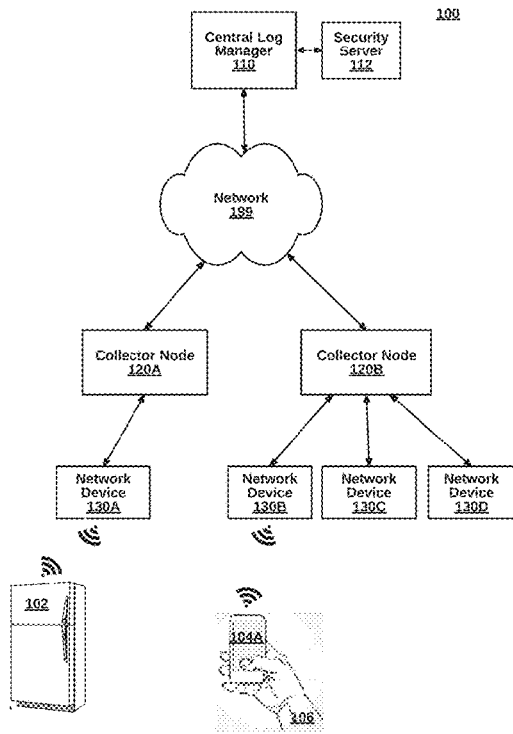 100
Central Log
Manager
110
Security
Server
112
Network
199
Collector Node
120A
Collector Node
120B
Network
Device
130A
Network
Device
130B
Network
Device
130C
Network
Device
130D
102
104A
106